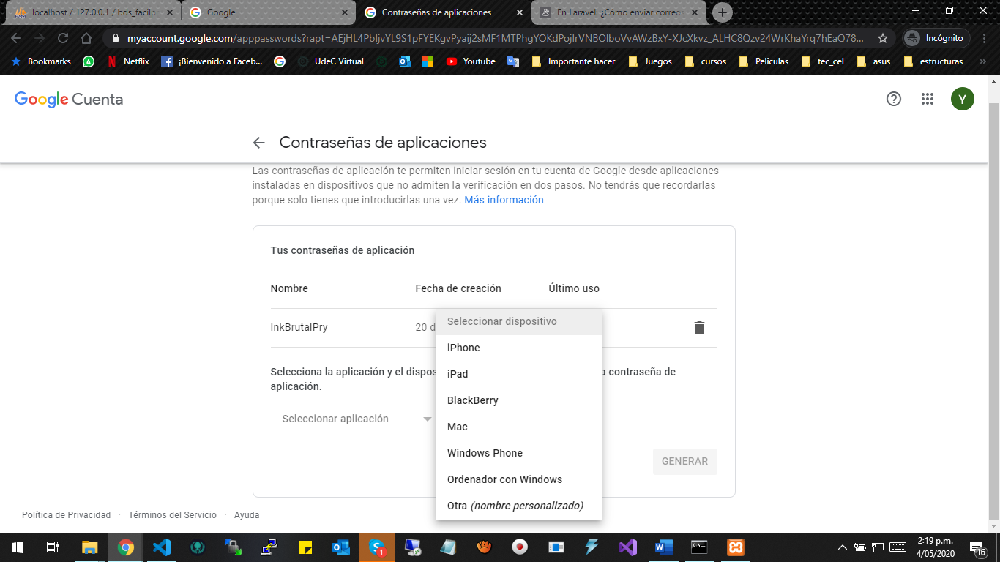 localhost / 127.0.0.1 / bds_facilpr
Google
Contraseñas de aplicaciones
En Laravel: ¿Cómo enviar correos
myaccount.google.com/apppasswords?rapt=AEjHL4PbIjvYL9S1pFYEKgvPyaij2sMF1MTPhgYOKdPojIrVNBOIboVvAWzBxY-XJcXkvz_ALHC8Qzv24WrKhaYrq7hEaQ78...
Incógnito
Bookmarks
Netflix
¡Bienvenido a Faceb...
UdeC Virtual
Youtube
Importante hacer
Juegos
cursos
Peliculas
tec_cel
asus
estructuras
Google Cuenta
Y
Contraseñas de aplicaciones
Las contraseñas de aplicación te permiten iniciar sesión en tu cuenta de Google desde aplicaciones
instaladas en dispositivos que no admiten la verificación en dos pasos. No tendrás que recordarlas
porque solo tienes que introducirlas una vez. Más información
Tus contraseñas de aplicación
Nombre Fecha de creación Último uso
InkBrutalPry 20 d
Seleccionar dispositivo
iPhone
iPad
BlackBerry
Mac
Windows Phone
Ordenador con Windows
Otra (nombre personalizado)
Selecciona la aplicación y el dispos a contraseña de
aplicación.
Seleccionar aplicación
GENERAR
Política de Privacidad · Términos del Servicio · Ayuda
1
2:19 p.m.
4/05/2020
16